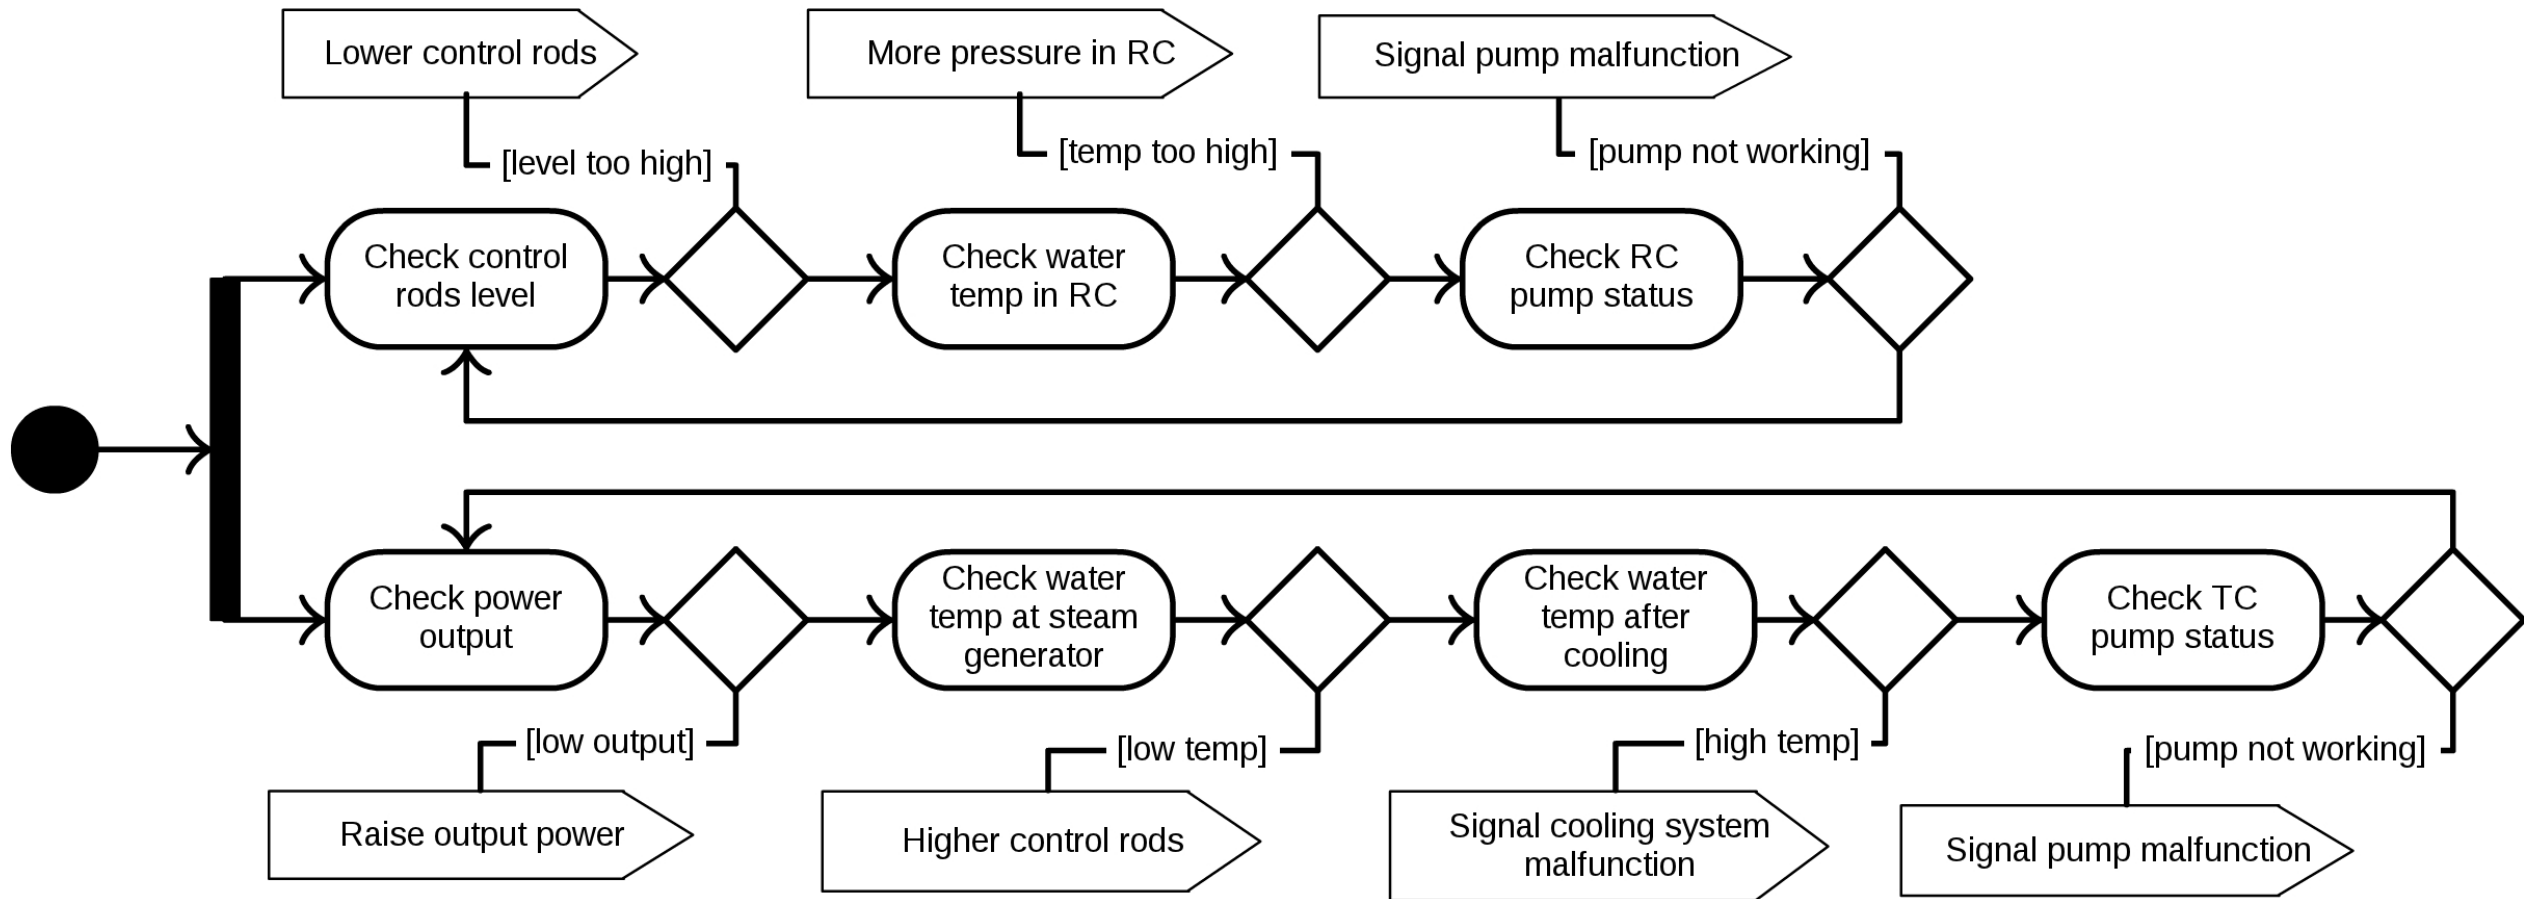 Lower control rods
More pressure in RC
Signal pump malfunction
[level too high]
[temp too high]
[pump not working]
Check control
rods level
Check water
temp in RC
Check RC
pump status
Check power
output
Check water
temp at steam
generator
Check water
temp after
cooling
Check TC
pump status
[low output]
[low temp]
[high temp]
[pump not working]
Raise output power
Higher control rods
Signal cooling system
malfunction
Signal pump malfunction